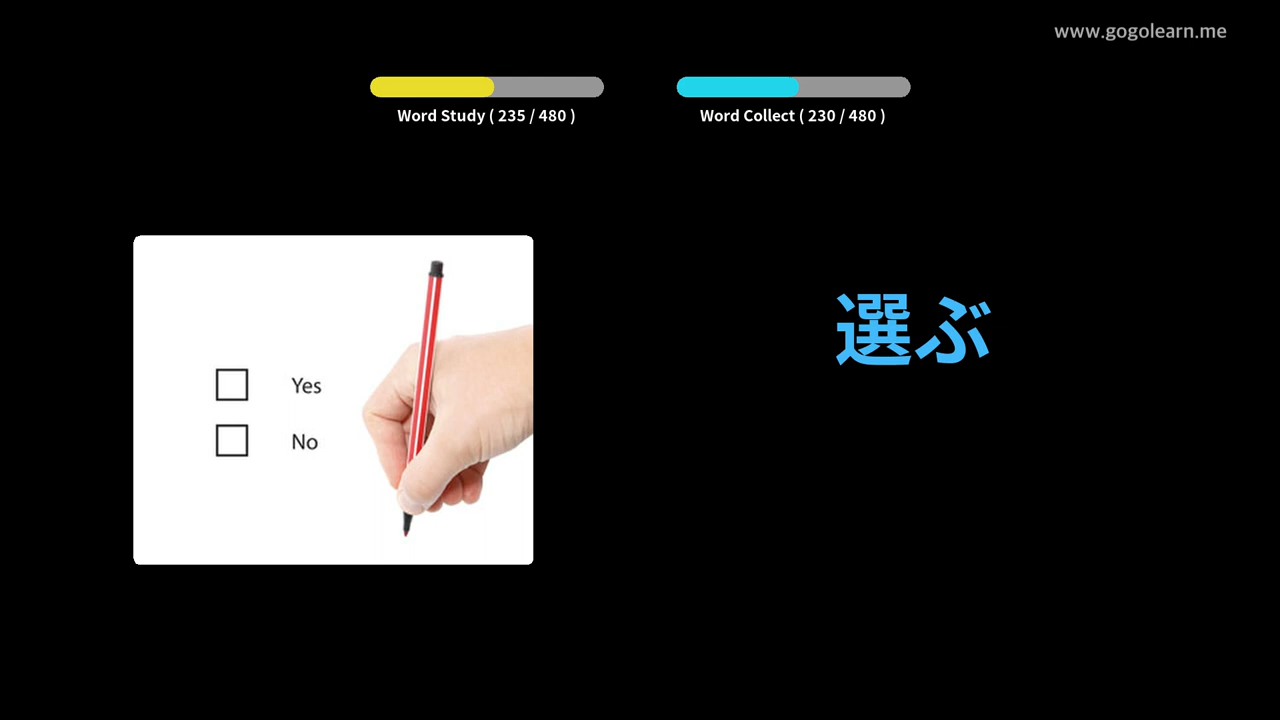 www.gogolearn.me
Word Study ( 235 / 480 )
Word Collect ( 230 / 480 )
Yes
No
選ぶ